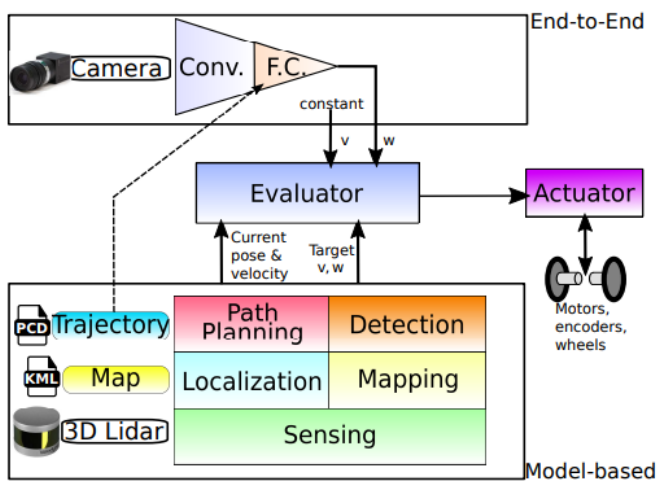 End-to-End
Camera
Conv.
F.C.
constant
v
w
Evaluator
Actuator
Current
pose &
velocity
Target
v, w
Motors,
encoders,
wheels
PCD
Trajectory
Path
Planning
Detection
KML
Map
Localization
Mapping
3D Lidar
Sensing
Model-based